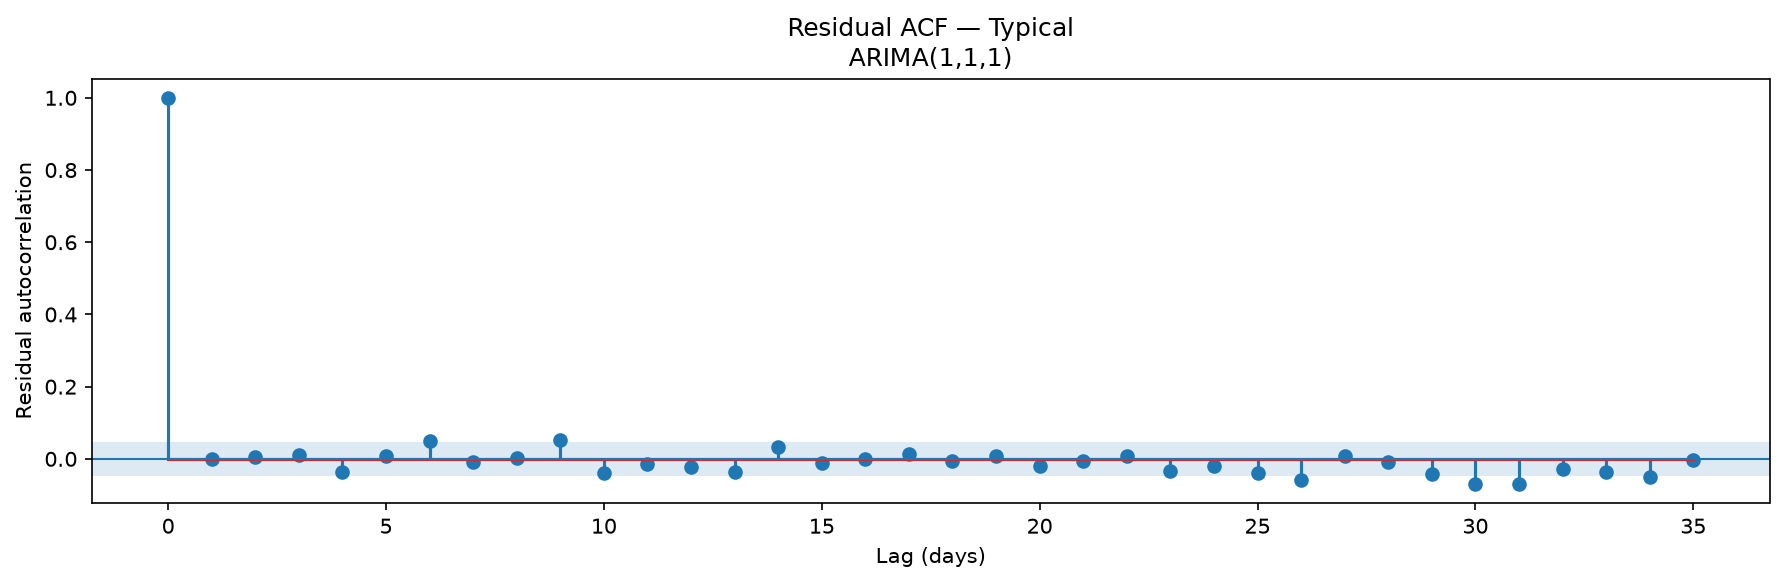 Residual ACF — Typical
ARIMA(1,1,1)
Residual autocorrelation
1.0
0.8
0.6
0.4
0.2
0.0
0 5 10 15 20 25 30 35
Lag (days)